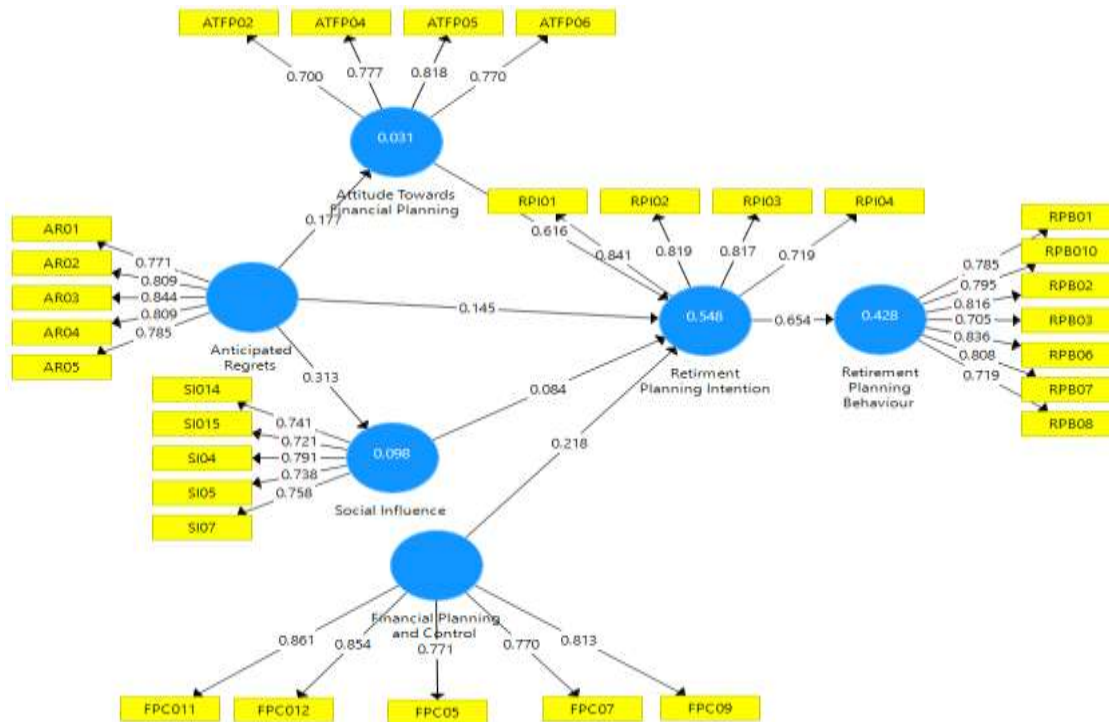 ATFP02
ATFP04
ATFP05
ATFP06
0.700
0.777
0.818
0.770
0.031
Attitude Towards
Financial Planning
RPI01
RPI02
RPI03
RPI04
0.841
0.819
0.817
0.719
AR01
AR02
AR03
AR04
AR05
0.771
0.809
0.844
0.809
0.785
Anticipated
Regrets
0.177
0.616
0.145
0.313
0.548
Retirment
Planning Intention
0.654
0.428
Retirement
Planning
Behaviour
RPB01
RPB010
RPB02
RPB03
RPB06
RPB07
RPB08
0.785
0.795
0.816
0.705
0.836
0.808
0.719
SI014
SI015
SI04
SI05
SI07
0.741
0.721
0.791
0.738
0.758
0.098
Social Influence
0.084
0.218
Financial Planning
and Control
0.861
0.854
0.771
0.770
0.813
FPC011
FPC012
FPC05
FPC07
FPC09